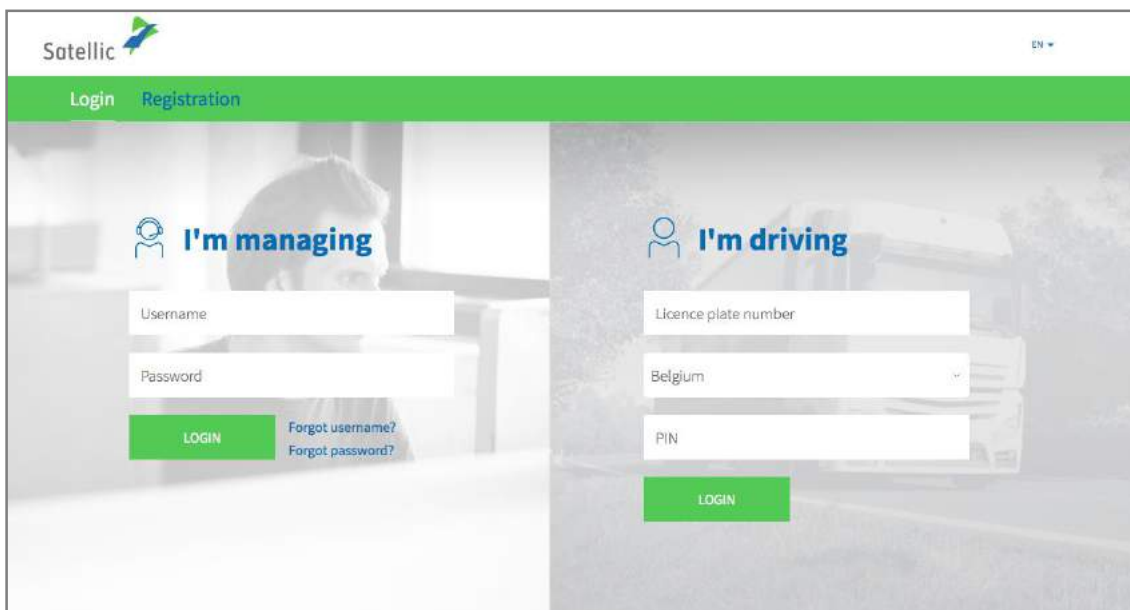 Satellic
EN
Login Registration
I'm managing
Username
Password
LOGIN
Forgot username?
Forgot password?
I'm driving
Licence plate number
Belgium
PIN
LOGIN